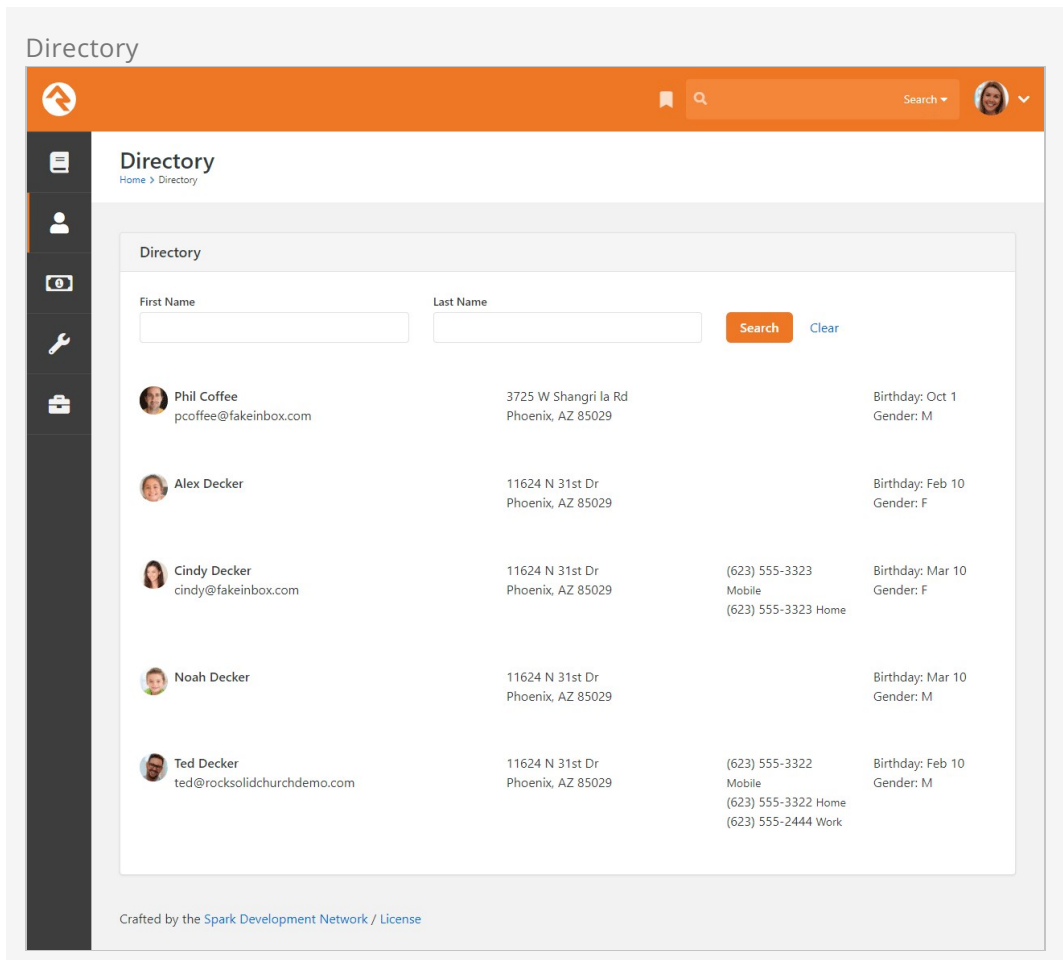 Directory
Search
Directory
Home > Directory
Directory
First Name
Last Name
Search
Clear
Phil Coffee
pcoffee@fakeinbox.com
3725 W Shangri la Rd
Phoenix, AZ 85029
Birthday: Oct 1
Gender: M
Alex Decker
11624 N 31st Dr
Phoenix, AZ 85029
Birthday: Feb 10
Gender: F
Cindy Decker
cindy@fakeinbox.com
11624 N 31st Dr
Phoenix, AZ 85029
(623) 555-3323
Mobile
(623) 555-3323 Home
Birthday: Mar 10
Gender: F
Noah Decker
11624 N 31st Dr
Phoenix, AZ 85029
Birthday: Mar 10
Gender: M
Ted Decker
ted@rocksolidchurchdemo.com
11624 N 31st Dr
Phoenix, AZ 85029
(623) 555-3322
Mobile
(623) 555-3322 Home
(623) 555-2444 Work
Birthday: Feb 10
Gender: M
Crafted by the Spark Development Network / License